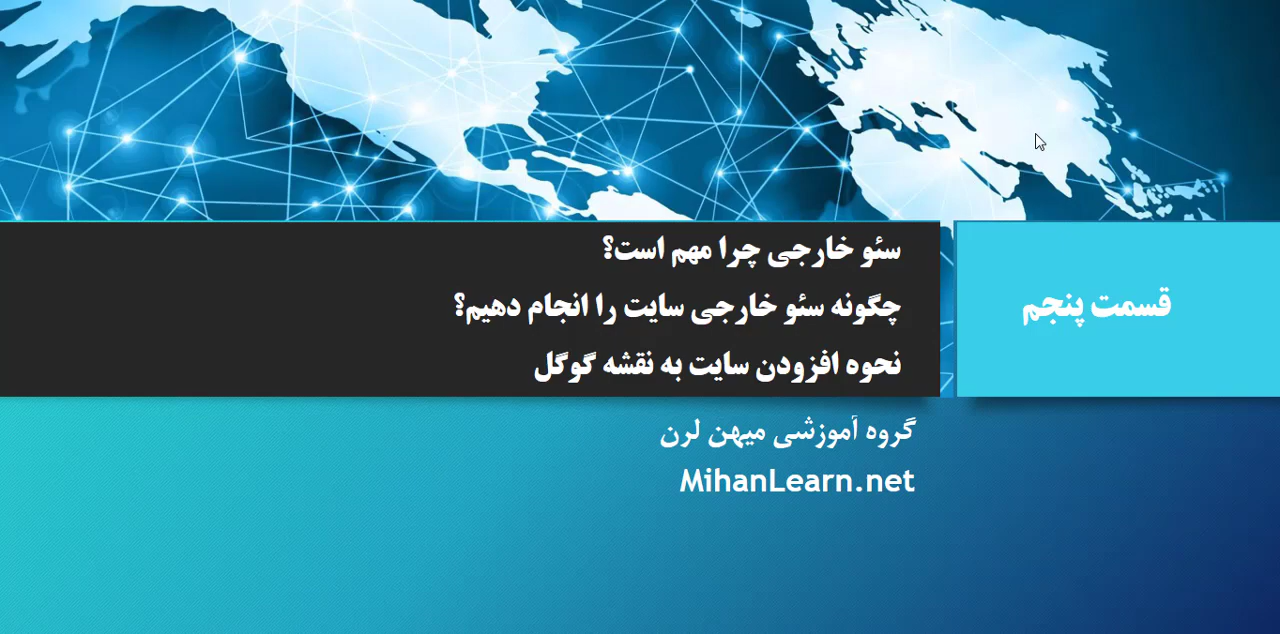 قسمت پنجم
سئو خارجی چرا مهم است؟
چگونه سئو خارجی سایت را انجام دهیم؟
نحوه افزودن سایت به نقشه گوگل
گروه آموزشی میهن لرن
MihanLearn.net